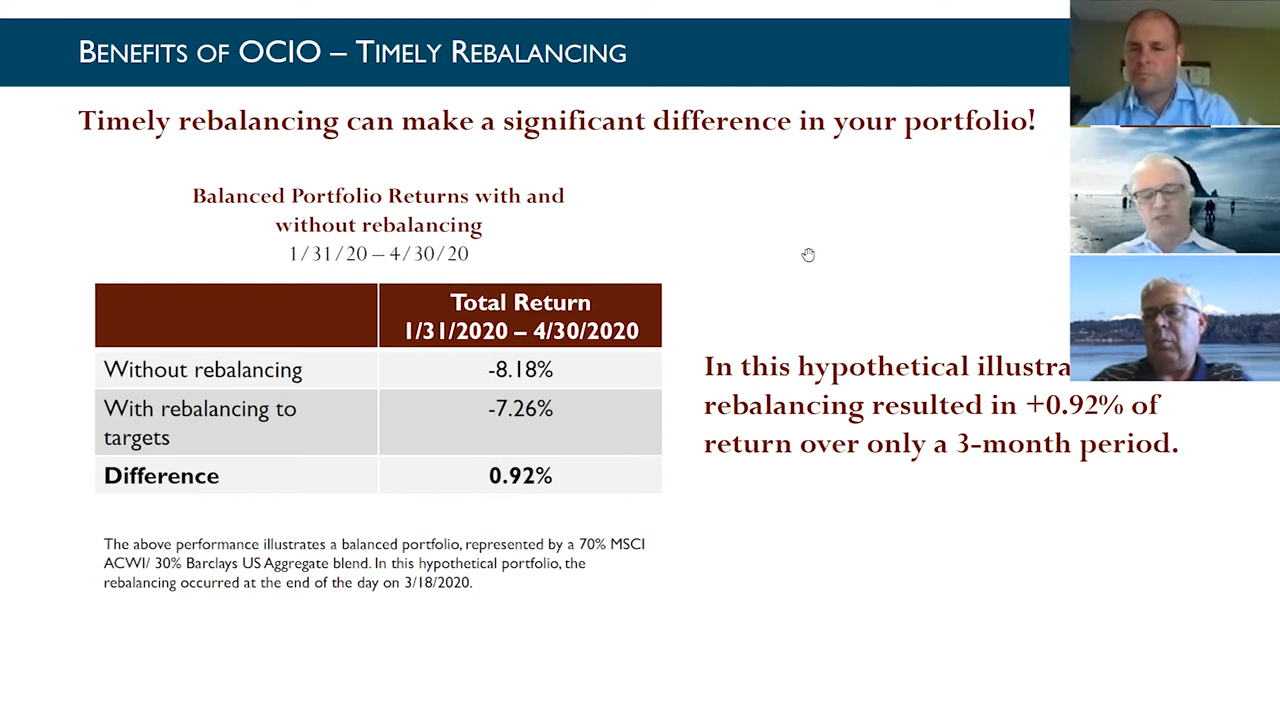 BENEFITS OF OCIO – TIMELY REBALANCING
Timely rebalancing can make a significant difference in your portfolio!
Balanced Portfolio Returns with and
without rebalancing
1/31/20 – 4/30/20
Total Return
1/31/2020 – 4/30/2020
Without rebalancing -8.18%
With rebalancing to
targets -7.26%
Difference 0.92%
In this hypothetical
rebalancing resulted in +0.92% of
return over only a 3-month period.
The above performance illustrates a balanced portfolio, represented by a 70% MSCI
ACWI/ 30% Barclays US Aggregate blend. In this hypothetical portfolio, the
rebalancing occurred at the end of the day on 3/18/2020.